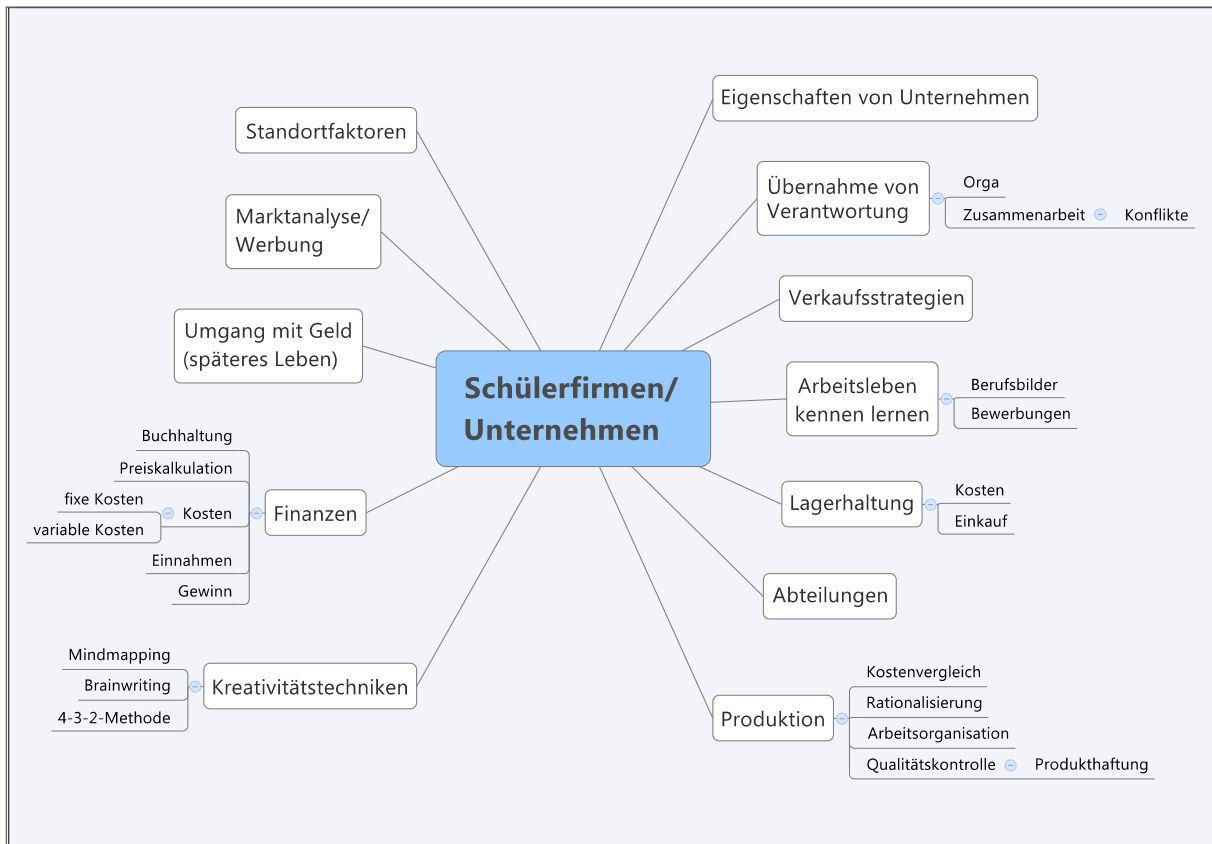 Schülerfirmen/
Unternehmen
Eigenschaften von Unternehmen
Übernahme von
Verantwortung
Orga
Zusammenarbeit
Konflikte
Verkaufsstrategien
Arbeitsleben
kennen lernen
Berufsbilder
Bewerbungen
Lagerhaltung
Kosten
Einkauf
Abteilungen
Produktion
Kostenvergleich
Rationalisierung
Arbeitsorganisation
Qualitätskontrolle
Produkthaftung
Standortfaktoren
Marktanalyse/
Werbung
Umgang mit Geld
(späteres Leben)
Finanzen
Buchhaltung
Preiskalkulation
Kosten
fixe Kosten
variable Kosten
Einnahmen
Gewinn
Kreativitätstechniken
Mindmapping
Brainwriting
4-3-2-Methode